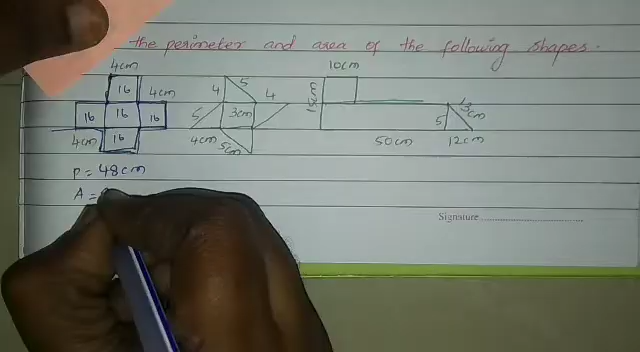 the perimeter and area of the following shapes.
4cm 5 10cm
16 4cm 4 4 15cm 13cm
16 16 16 5 3cm 5
4cm 16 4cm 5cm 50cm 12cm
P = 48cm
A =
Signature